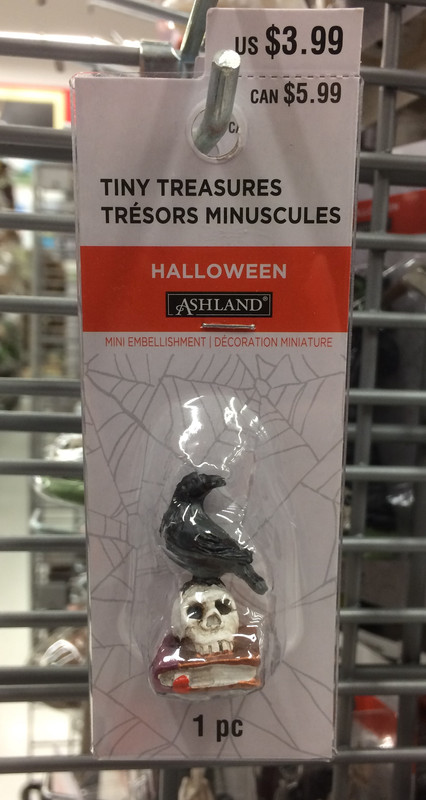 US $3.99
CAN $5.99
TINY TREASURES
TRÉSORS MINUSCULES
HALLOWEEN
ASHLAND®
MINI EMBELLISHMENT | DÉCORATION MINIATURE
1 pc